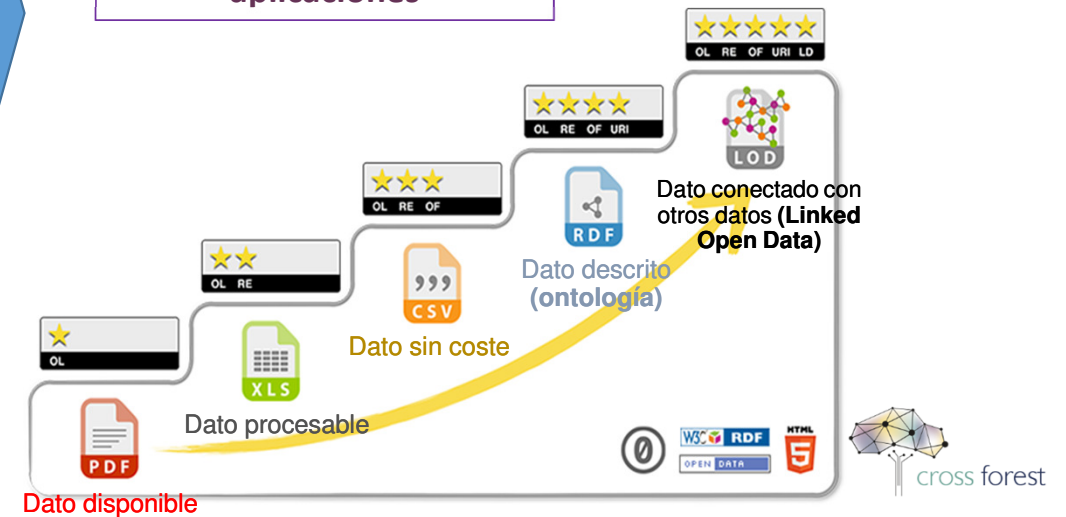 aplicaciones
OL RE OF URI LD
LOD
Dato conectado con
otros datos (Linked
Open Data)
OL RE OF URI
RDF
Dato descrito
(ontología)
OL RE OF
CSV
Dato sin coste
OL RE
XLS
Dato procesable
OL
PDF
Dato disponible
0
W3C RDF
OPEN DATA
HTML
5
cross forest